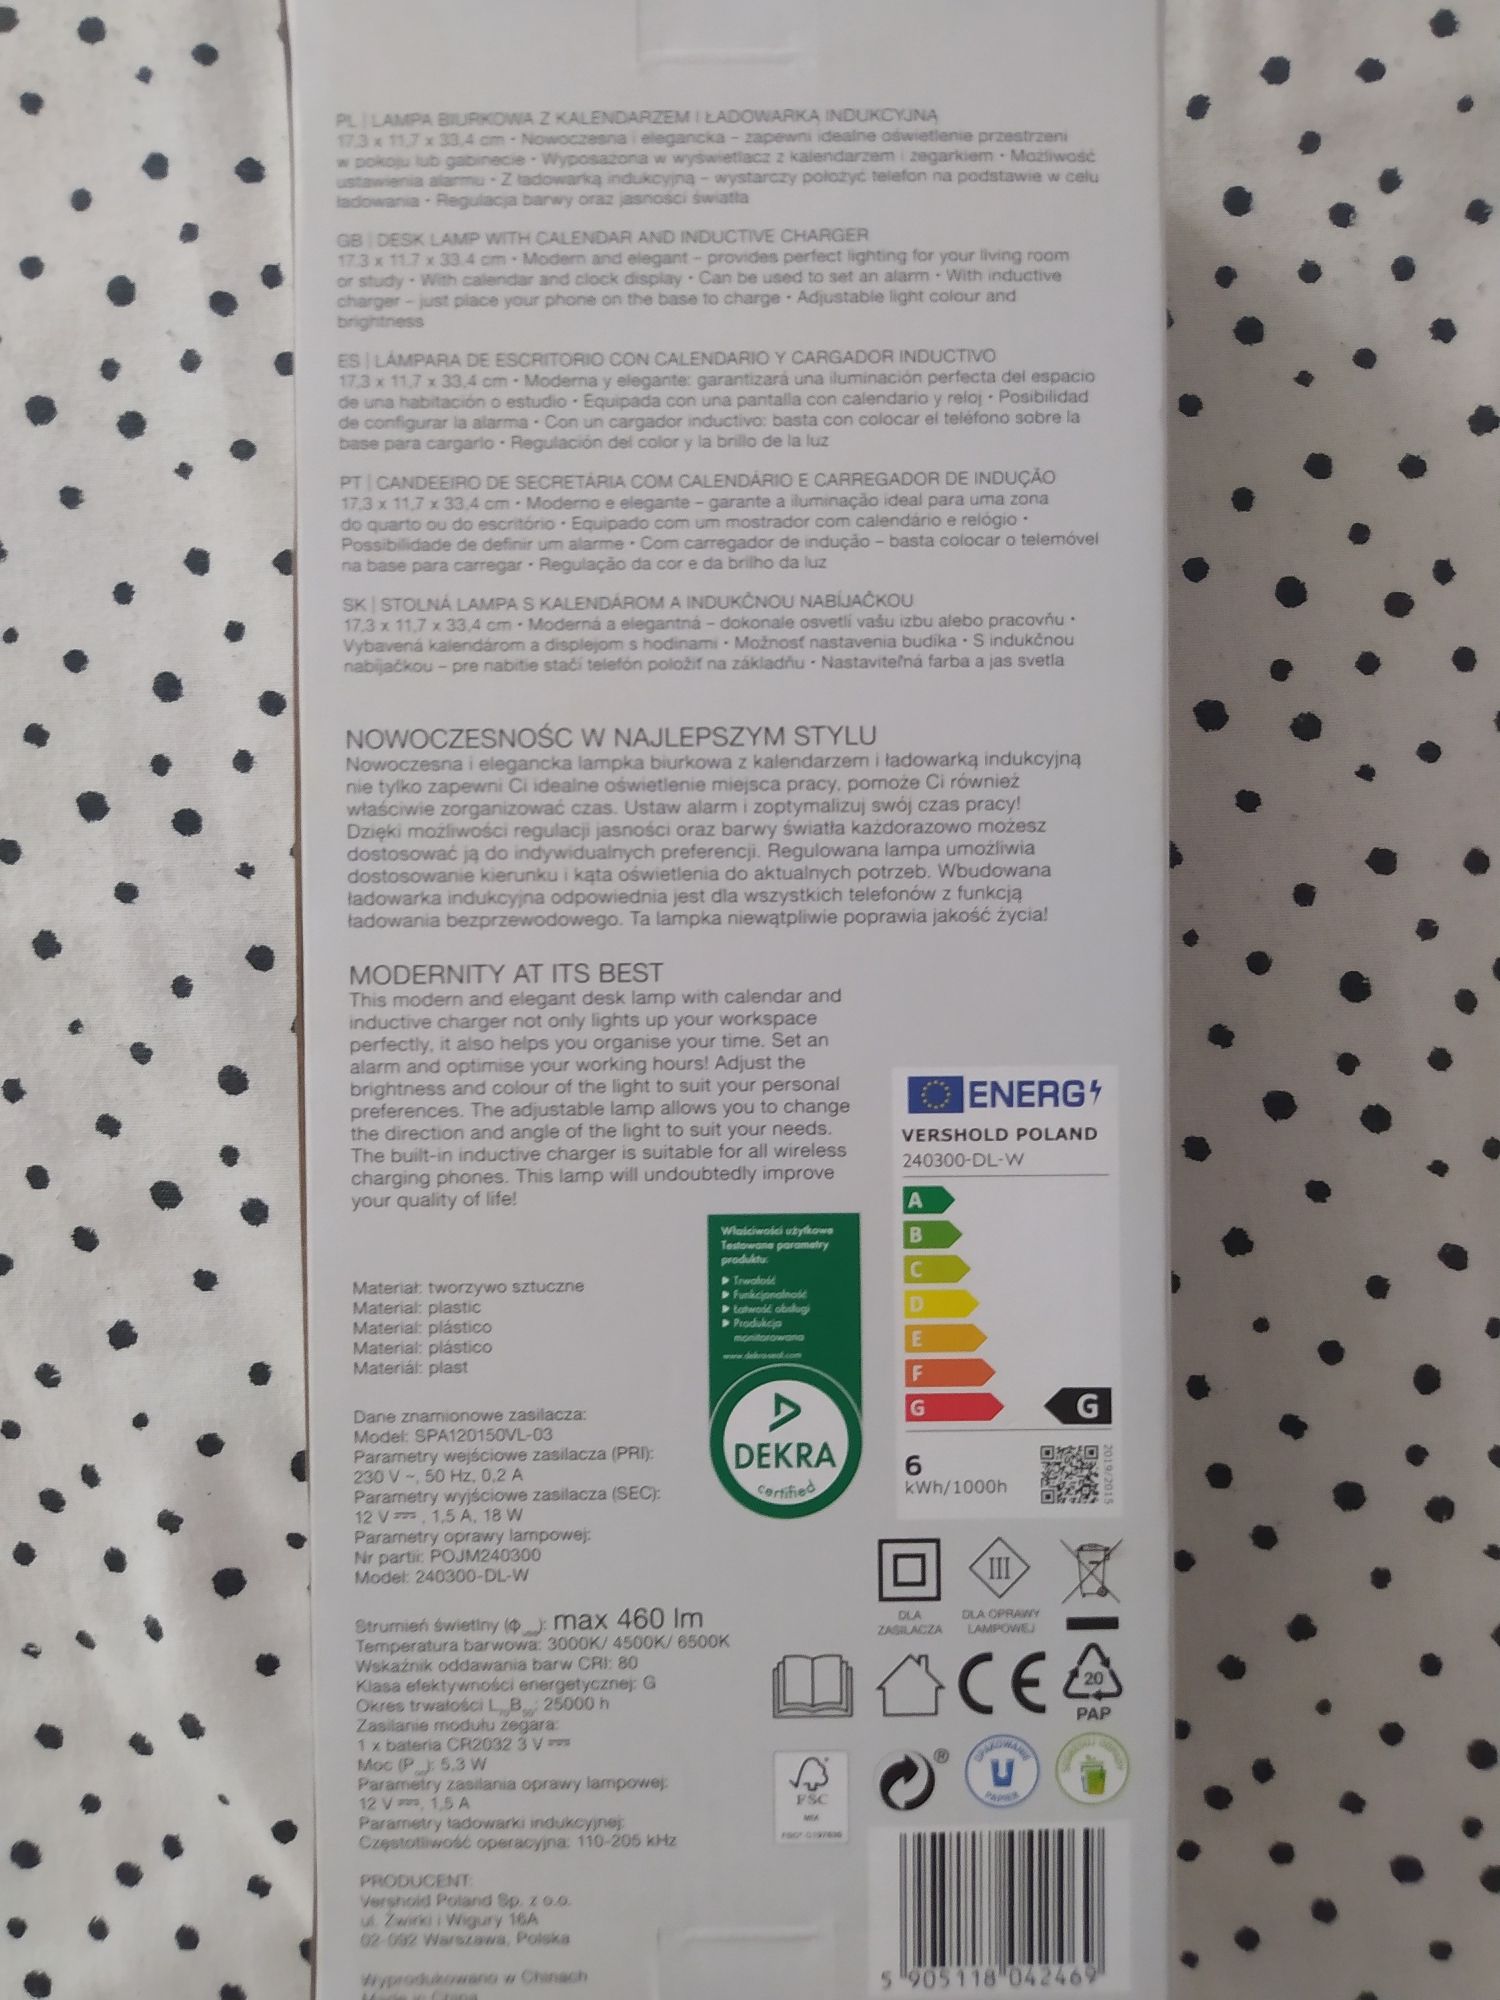 PL | LAMPA BIURKOWA Z KALENDARZEM I ŁADOWARKĄ INDUKCYJNĄ
17,3 x 11,7 x 33,4 cm • Nowoczesna i elegancka – zapewni idealne oświetlenie przestrzeni
w pokoju lub gabinecie • Wyposażona w wyświetlacz z kalendarzem i zegarkiem • Możliwość
ustawienia alarmu • Z ładowarką indukcyjną – wystarczy położyć telefon na podstawie w celu
ładowania • Regulacja barwy oraz jasności światła
GB | DESK LAMP WITH CALENDAR AND INDUCTIVE CHARGER
17.3 x 11.7 x 33.4 cm • Modern and elegant – provides perfect lighting for your living room
or study • With calendar and clock display • Can be used to set an alarm • With inductive
charger – just place your phone on the base to charge • Adjustable light colour and
brightness
ES | LÁMPARA DE ESCRITORIO CON CALENDARIO Y CARGADOR INDUCTIVO
17,3 x 11,7 x 33,4 cm • Moderna y elegante: garantizará una iluminación perfecta del espacio
de una habitación o estudio • Equipada con una pantalla con calendario y reloj • Posibilidad
de configurar la alarma • Con un cargador inductivo: basta con colocar el teléfono sobre la
base para cargarlo • Regulación del color y la brillo de la luz
PT | CANDEEIRO DE SECRETÁRIA COM CALENDÁRIO E CARREGADOR DE INDUÇÃO
17,3 x 11,7 x 33,4 cm • Moderno e elegante – garante a iluminação ideal para uma zona
do quarto ou do escritório • Equipado com um mostrador com calendário e relógio •
Possibilidade de definir um alarme • Com carregador de indução – basta colocar o telemóvel
na base para carregar • Regulação da cor e da brilho da luz
SK | STOLNÁ LAMPA S KALENDÁROM A INDUKČNOU NABÍJAČKOU
17,3 x 11,7 x 33,4 cm • Moderná a elegantná – dokonale osvetlí vašu izbu alebo pracovňu •
Vybavená kalendárom a displejom s hodinami • Možnosť nastavenia budíka • S indukčnou
nabíjačkou – pre nabitie stačí telefón položiť na základňu • Nastaviteľná farba a jas svetla
NOWOCZESNOŚC W NAJLEPSZYM STYLU
Nowoczesna i elegancka lampka biurkowa z kalendarzem i ładowarką indukcyjną
nie tylko zapewni Ci idealne oświetlenie miejsca pracy, pomoże Ci również
właściwie zorganizować czas. Ustaw alarm i zoptymalizuj swój czas pracy!
Dzięki możliwości regulacji jasności oraz barwy światła każdorazowo możesz
dostosować ją do indywidualnych preferencji. Regulowana lampa umożliwia
dostosowanie kierunku i kąta oświetlenia do aktualnych potrzeb. Wbudowana
ładowarka indukcyjna odpowiednia jest dla wszystkich telefonów z funkcją
ładowania bezprzewodowego. Ta lampka niewątpliwie poprawia jakość życia!
MODERNITY AT ITS BEST
This modern and elegant desk lamp with calendar and
inductive charger not only lights up your workspace
perfectly, it also helps you organise your time. Set an
alarm and optimise your working hours! Adjust the
brightness and colour of the light to suit your personal
preferences. The adjustable lamp allows you to change
the direction and angle of the light to suit your needs.
The built-in inductive charger is suitable for all wireless
charging phones. This lamp will undoubtedly improve
your quality of life!
Materiał: tworzywo sztuczne
Material: plastic
Material: plástico
Material: plástico
Materiál: plast
Dane znamionowe zasilacza:
Model: SPA120150VL-03
Parametry wejściowe zasilacza (PRI):
230 V ~, 50 Hz, 0,2 A
Parametry wyjściowe zasilacza (SEC):
12 V ⎓, 1,5 A, 18 W
Parametry oprawy lampowej:
Nr partii: POJM240300
Model: 240300-DL-W
Strumień świetlny (Φ): max 460 lm
Temperatura barwowa: 3000K/ 4500K/ 6500K
Wskaźnik oddawania barw CRI: 80
Klasa efektywności energetycznej: G
Okres trwałości L70B50: 25000 h
Zasilanie modułu zegara:
1 x bateria CR2032 3 V ⎓
Moc (P): 5,3 W
Parametry zasilania oprawy lampowej:
12 V ⎓, 1,5 A
Parametry ładowarki indukcyjnej:
Częstotliwość operacyjna: 110-205 kHz
PRODUCENT:
Vershold Poland Sp. z o.o.
ul. Żwirki i Wigury 16A
02-092 Warszawa, Polska
Wyprodukowano w Chinach
Made in China
Właściwości użytkowe
Testowane parametry
produktu:
Trwałość
Funkcjonalność
Łatwość obsługi
Produkcja
monitorowana
www.dekra-seal.com
DEKRA
certified
ENERG
VERSHOLD POLAND
240300-DL-W
A
B
C
D
E
F
G
G
6
kWh/1000h
2019/2015
III
DLA
ZASILACZA
DLA OPRAWY
LAMPOWEJ
CE
20
PAP
FSC
MIX
®
OPAKOWANIE
PAPIER
5 905118 042469